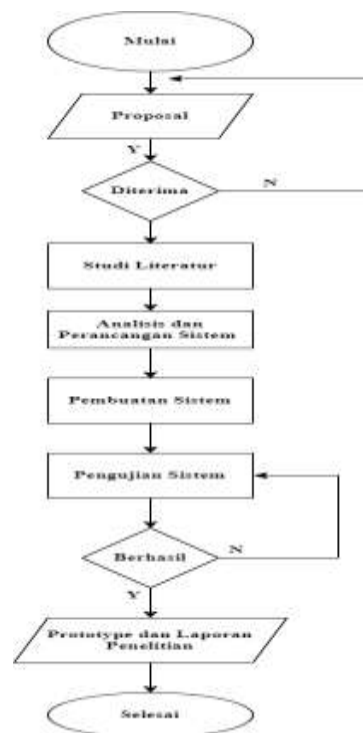 Mulai
Proposal
Y
Diterima
N
Studi Literatur
Analisis dan
Perancangan Sistem
Pembuatan Sistem
Pengujian Sistem
Berhasil
N
Y
Prototype dan Laporan
Penelitian
Selesai